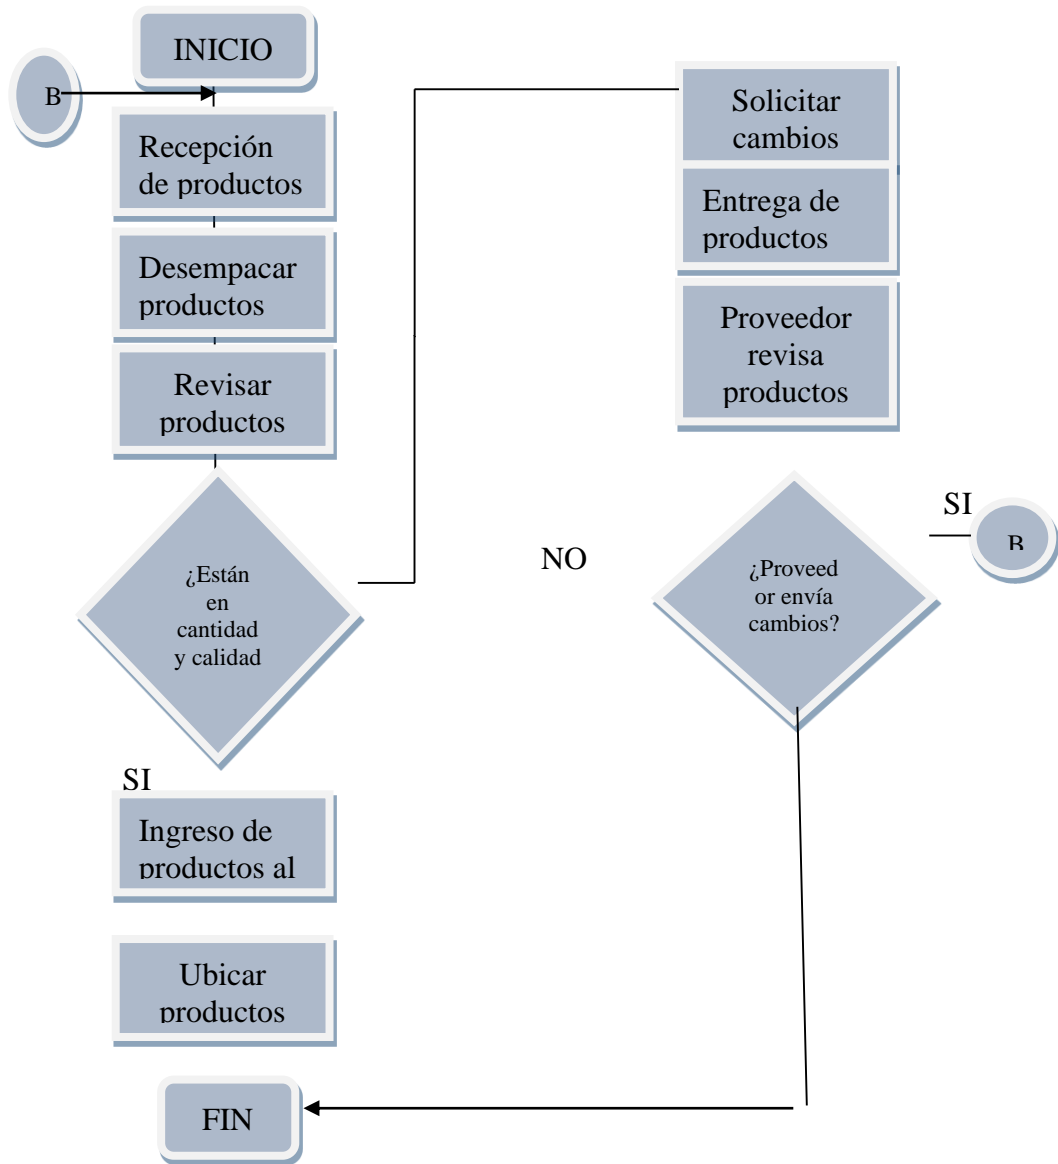 INICIO
B
Recepción
de productos
Desempacar
productos
Revisar
productos
¿Están
en
cantidad
y calidad
SI
Ingreso de
productos al
Ubicar
productos
FIN
NO
Solicitar
cambios
Entrega de
productos
Proveedor
revisa
productos
¿Proveed
or envía
cambios?
SI
B